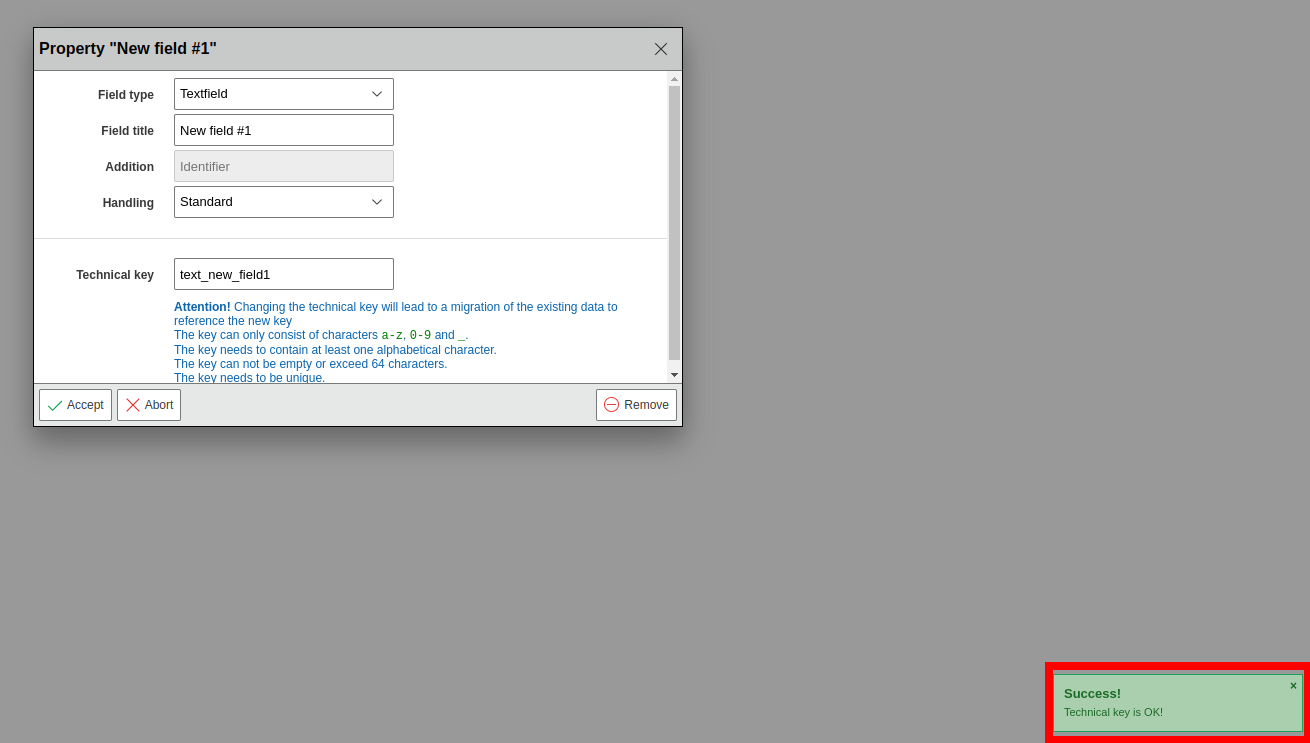 Property "New field #1"
Field type
Textfield
Field title
New field #1
Addition
Identifier
Handling
Standard
Technical key
text_new_field1
Attention! Changing the technical key will lead to a migration of the existing data to
reference the new key
The key can only consist of characters a-z, 0-9 and _.
The key needs to contain at least one alphabetical character.
The key can not be empty or exceed 64 characters.
The key needs to be unique.
Accept
Abort
Remove
Success!
×
Technical key is OK!